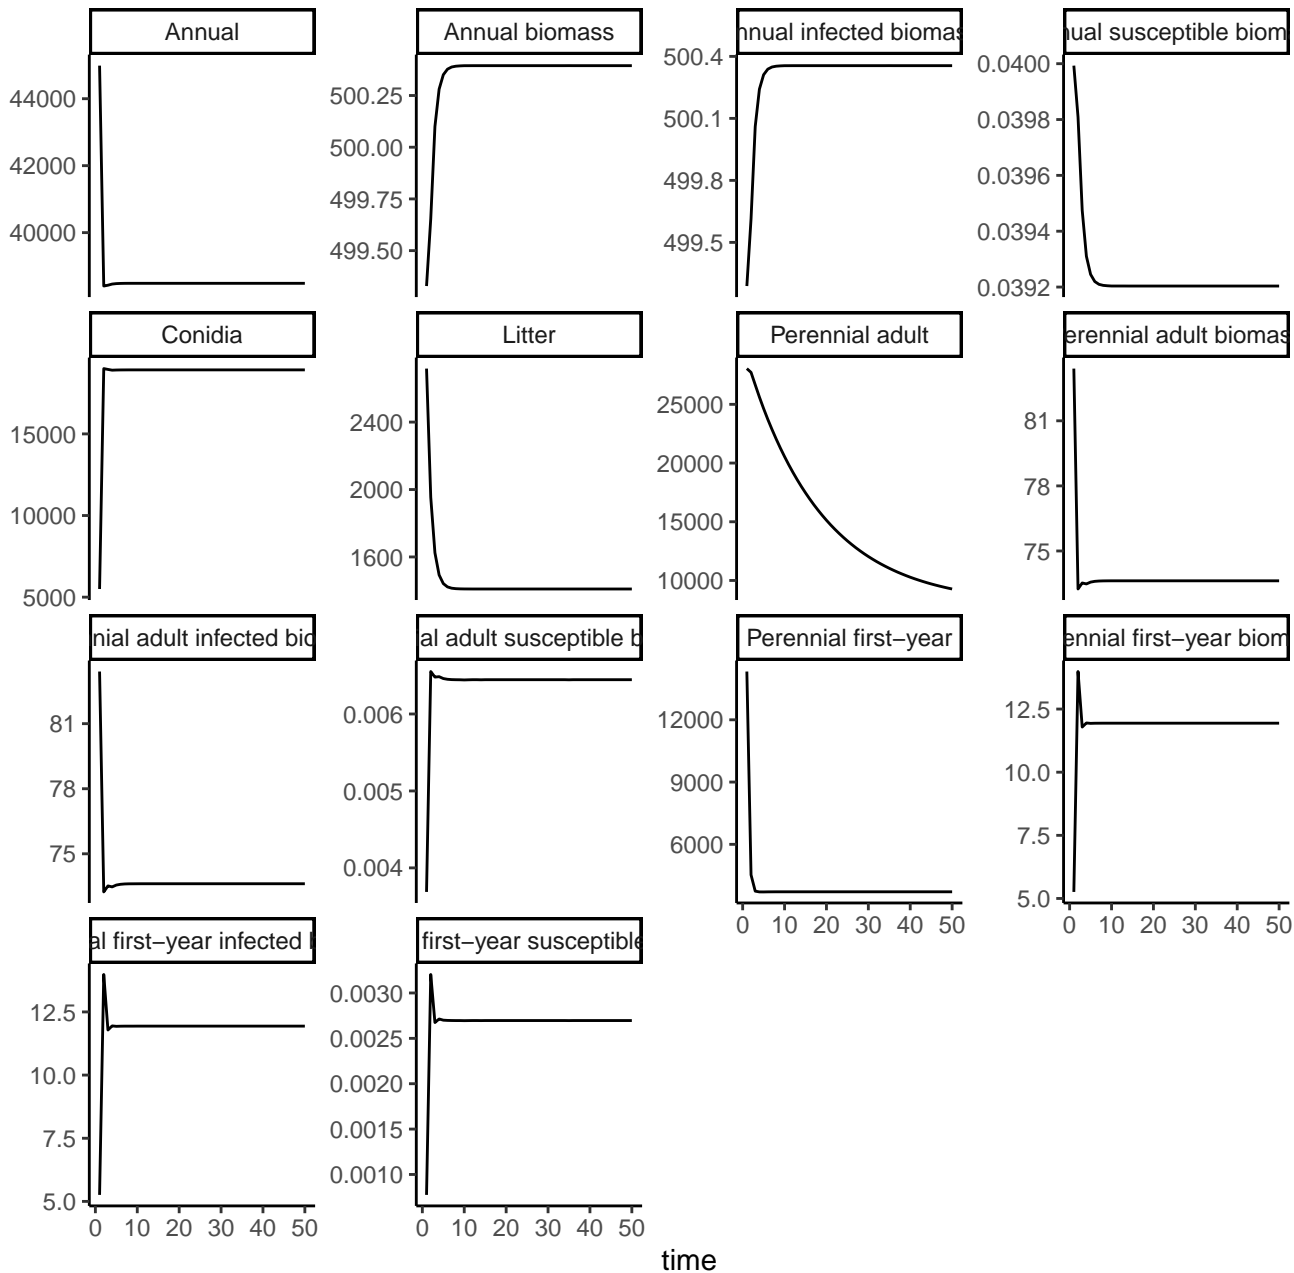 Annual
Annual biomass
nnual infected biomas
nual susceptible biom
44000
42000
40000
500.25
500.00
499.75
499.50
500.4
500.1
499.8
499.5
0.0400
0.0398
0.0396
0.0394
0.0392
Conidia
Litter
Perennial adult
erennial adult biomas
15000
10000
5000
2400
2000
1600
25000
20000
15000
10000
81
78
75
nial adult infected bio
al adult susceptible b
Perennial first−year
ennial first−year biom
81
78
75
0.006
0.005
0.004
12000
9000
6000
12.5
10.0
7.5
5.0
0 10 20 30 40 50
0 10 20 30 40 50
al first−year infected b
first−year susceptible
12.5
10.0
7.5
5.0
0.0030
0.0025
0.0020
0.0015
0.0010
0 10 20 30 40 50
0 10 20 30 40 50
time